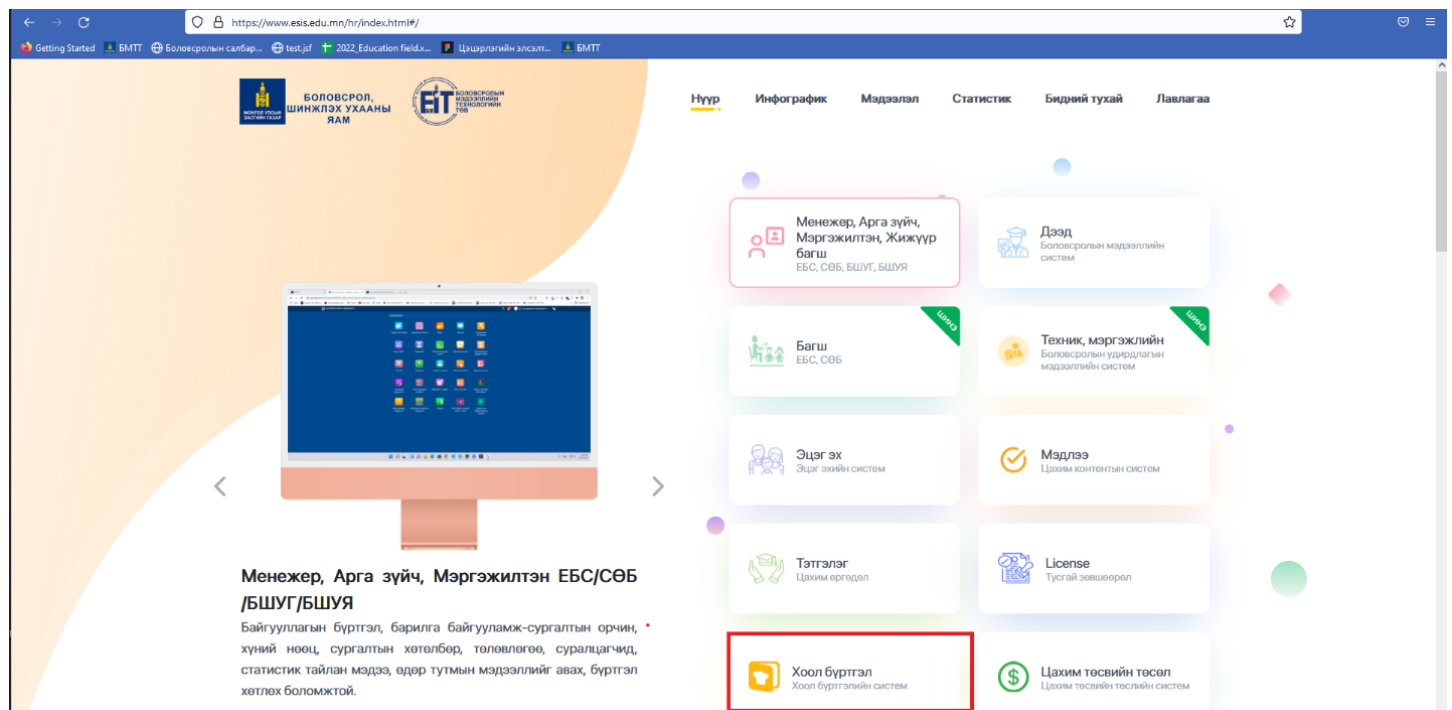 https://www.esis.edu.mn/hr/index.html#/
Getting Started БМТТ Боловсролын салбар... test.jsf 2022_Education field.x... Цэцэрлэгийн элсэлт... БМТТ
МОНГОЛ УЛСЫН
ЗАСГИЙН ГАЗАР
БОЛОВСРОЛ,
ШИНЖЛЭХ УХААНЫ
ЯАМ
EIT
БОЛОВСРОЛЫН
МЭДЭЭЛЛИЙН
ТЕХНОЛОГИЙН
ТӨВ
Нүүр Инфографик Мэдээлэл Статистик Бидний тухай Лавлагаа
Менежер, Арга зүйч,
Мэргэжилтэн, Жижүүр
багш
ЕБС, СӨБ, БШУГ, БШУЯ
Дээд
Боловсролын мэдээллийн
систем
Багш
ЕБС, СӨБ
ШИНЭ
Техник, мэргэжлийн
Боловсролын удирдлагын
мэдээллийн систем
ШИНЭ
Эцэг эх
Эцэг эхийн систем
Мэдлээ
Цахим контентын систем
Тэтгэлэг
Цахим өргөдөл
License
Тусгай зөвшөөрөл
Хоол бүртгэл
Хоол бүртгэлийн систем
Цахим төсвийн төсөл
Цахим төсвийн төслийн систем
Менежер, Арга зүйч, Мэргэжилтэн ЕБС/СӨБ
/БШУГ/БШУЯ
Байгууллагын бүртгэл, барилга байгууламж-сургалтын орчин,
хүний нөөц, сургалтын хөтөлбөр, төлөвлөгөө, суралцагчид,
статистик тайлан мэдээ, өдөр тутмын мэдээллийг авах, бүртгэл
хөтлөх боломжтой.